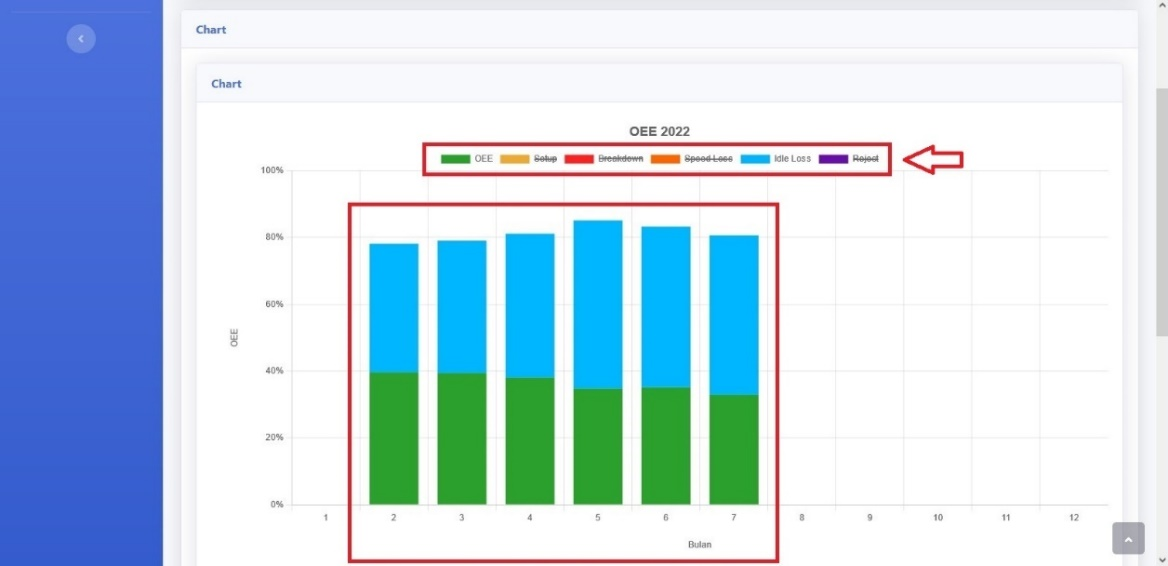 Chart
Chart
OEE 2022
OEE Setup Breakdown Speed Loss Idle Loss Reject
100%
80%
60%
40%
20%
0%
OEE
1 2 3 4 5 6 7 8 9 10 11 12
Bulan